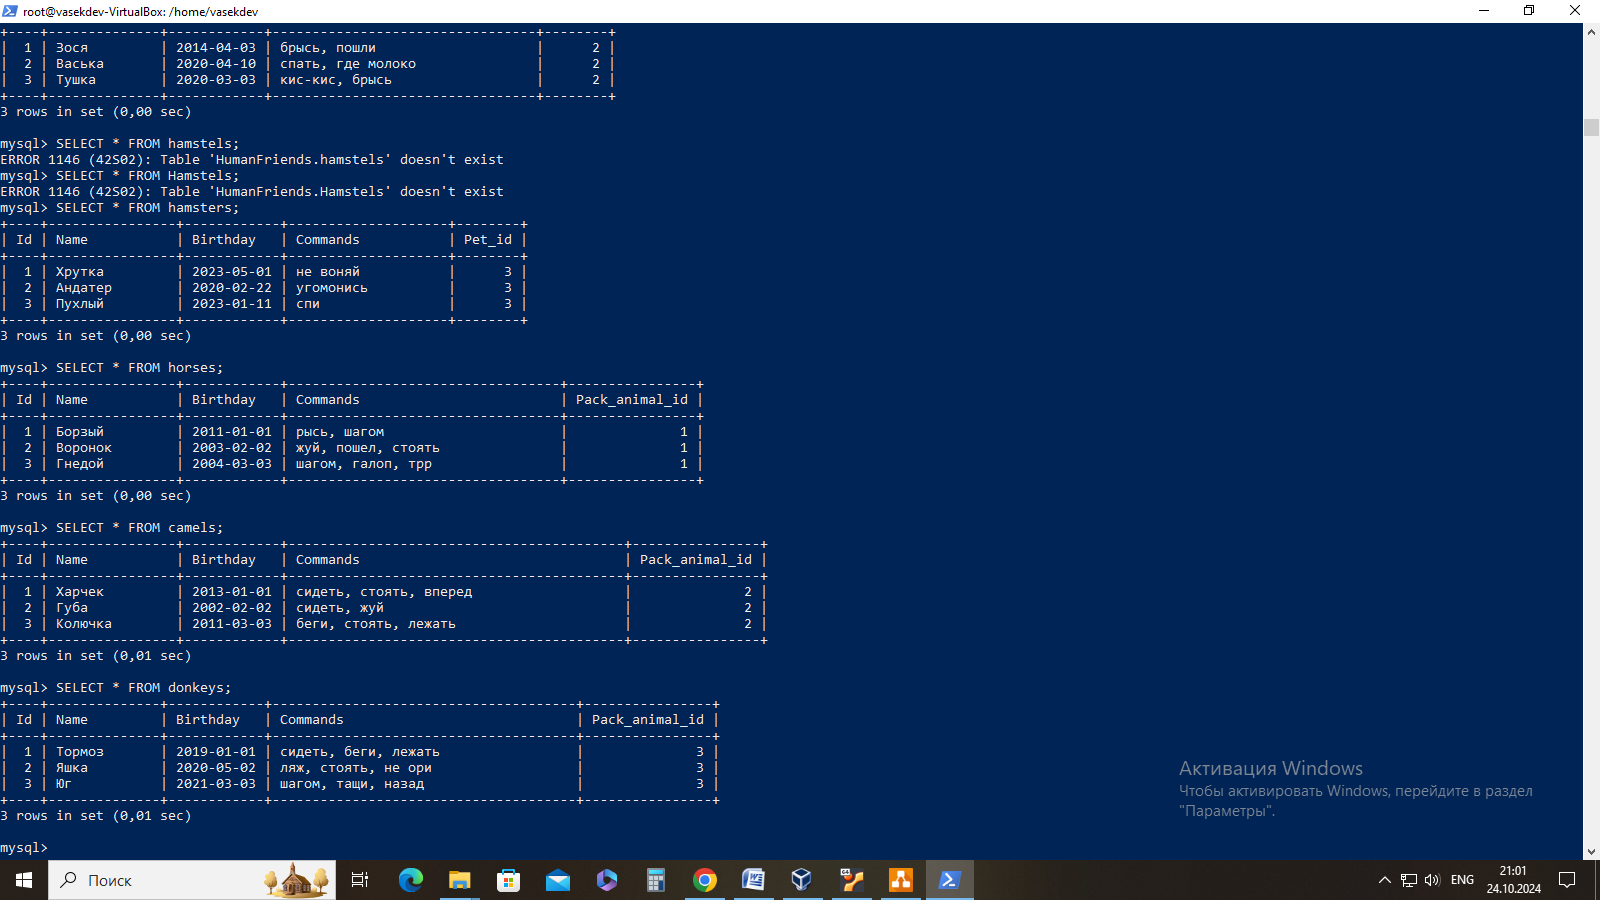 root@vasekdev-VirtualBox: /home/vasekdev
+----+--------------+------------+---------------------------------+--------+
|  1 | Зося         | 2014-04-03 | брысь, пошли                    |      2 |
|  2 | Васька       | 2020-04-10 | спать, где молоко               |      2 |
|  3 | Тушка        | 2020-03-03 | кис-кис, брысь                  |      2 |
+----+--------------+------------+---------------------------------+--------+
3 rows in set (0,00 sec)
mysql> SELECT * FROM hamstels;
ERROR 1146 (42S02): Table 'HumanFriends.hamstels' doesn't exist
mysql> SELECT * FROM Hamstels;
ERROR 1146 (42S02): Table 'HumanFriends.Hamstels' doesn't exist
mysql> SELECT * FROM hamsters;
+----+----------------+------------+--------------------+--------+
| Id | Name           | Birthday   | Commands           | Pet_id |
+----+----------------+------------+--------------------+--------+
|  1 | Хрутка         | 2023-05-01 | не воняй           |      3 |
|  2 | Андатер        | 2020-02-22 | угомонись          |      3 |
|  3 | Пухлый         | 2023-01-11 | спи                |      3 |
+----+----------------+------------+--------------------+--------+
3 rows in set (0,00 sec)
mysql> SELECT * FROM horses;
+----+----------------+------------+----------------------------------+----------------+
| Id | Name           | Birthday   | Commands                         | Pack_animal_id |
+----+----------------+------------+----------------------------------+----------------+
|  1 | Борзый         | 2011-01-01 | рысь, шагом                      |              1 |
|  2 | Воронок        | 2003-02-02 | жуй, пошел, стоять               |              1 |
|  3 | Гнедой         | 2004-03-03 | шагом, галоп, трр                |              1 |
+----+----------------+------------+----------------------------------+----------------+
3 rows in set (0,00 sec)
mysql> SELECT * FROM camels;
+----+----------------+------------+------------------------------------------+----------------+
| Id | Name           | Birthday   | Commands                                 | Pack_animal_id |
+----+----------------+------------+------------------------------------------+----------------+
|  1 | Харчек         | 2013-01-01 | сидеть, стоять, вперед                   |              2 |
|  2 | Губа           | 2002-02-02 | сидеть, жуй                              |              2 |
|  3 | Колючка        | 2011-03-03 | беги, стоять, лежать                     |              2 |
+----+----------------+------------+------------------------------------------+----------------+
3 rows in set (0,01 sec)
mysql> SELECT * FROM donkeys;
+----+--------------+------------+--------------------------------------+----------------+
| Id | Name         | Birthday   | Commands                             | Pack_animal_id |
+----+--------------+------------+--------------------------------------+----------------+
|  1 | Тормоз       | 2019-01-01 | сидеть, беги, лежать                 |              3 |
|  2 | Яшка         | 2020-05-02 | ляж, стоять, не ори                  |              3 |
|  3 | Юг           | 2021-03-03 | шагом, тащи, назад                   |              3 |
+----+--------------+------------+--------------------------------------+----------------+
3 rows in set (0,01 sec)
mysql>
Активация Windows
Чтобы активировать Windows, перейдите в раздел
"Параметры".
Поиск
ENG
21:01
24.10.2024